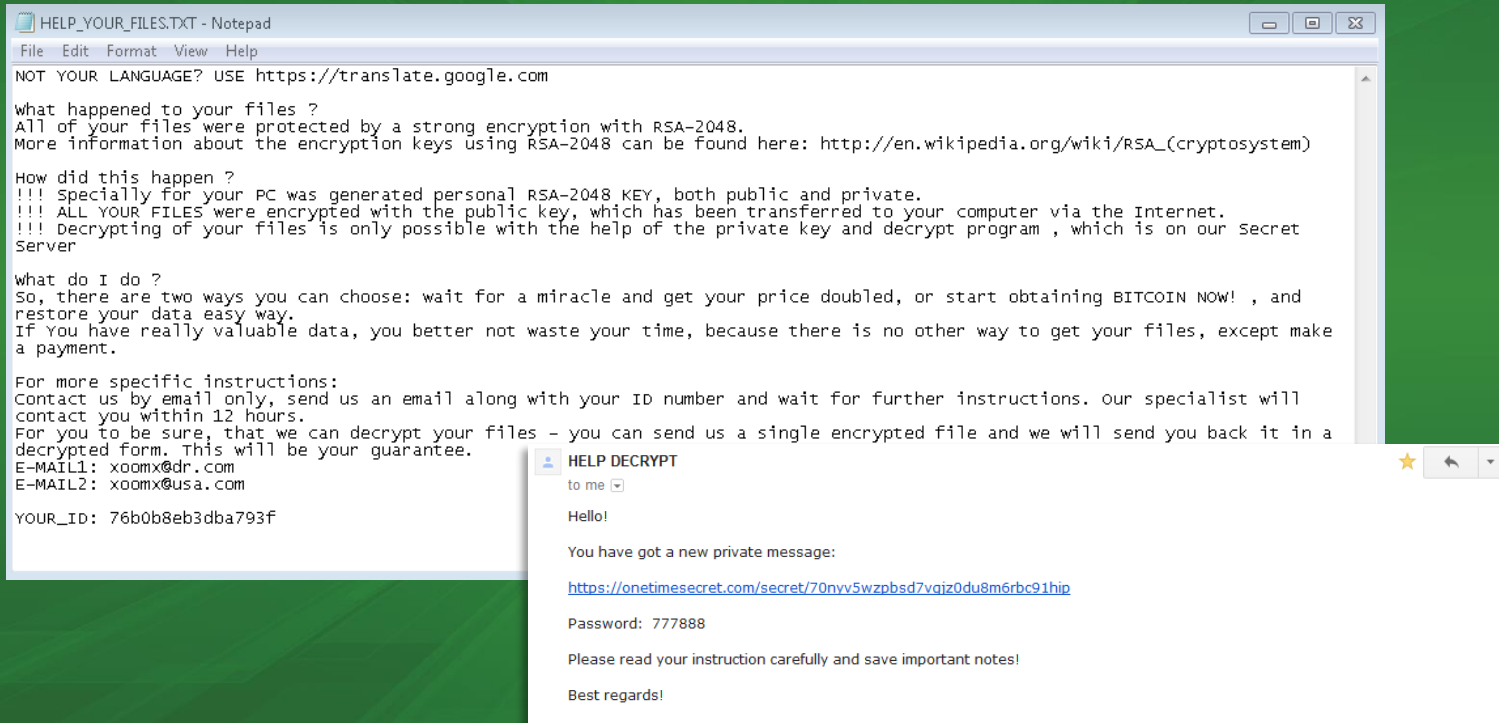 HELP_YOUR_FILES.TXT - Notepad
File Edit Format View Help
NOT YOUR LANGUAGE? USE https://translate.google.com
What happened to your files ?
All of your files were protected by a strong encryption with RSA-2048.
More information about the encryption keys using RSA-2048 can be found here: http://en.wikipedia.org/wiki/RSA_(cryptosystem)
How did this happen ?
!!! Specially for your PC was generated personal RSA-2048 KEY, both public and private.
!!! ALL YOUR FILES were encrypted with the public key, which has been transferred to your computer via the Internet.
!!! Decrypting of your files is only possible with the help of the private key and decrypt program , which is on our Secret
Server
What do I do ?
So, there are two ways you can choose: wait for a miracle and get your price doubled, or start obtaining BITCOIN NOW! , and
restore your data easy way.
If You have really valuable data, you better not waste your time, because there is no other way to get your files, except make
a payment.
For more specific instructions:
Contact us by email only, send us an email along with your ID number and wait for further instructions. Our specialist will
contact you within 12 hours.
For you to be sure, that we can decrypt your files - you can send us a single encrypted file and we will send you back it in a
decrypted form. This will be your guarantee.
E-MAIL1: xoomx@dr.com
E-MAIL2: xoomx@usa.com
YOUR_ID: 76b0b8eb3dba793f
HELP DECRYPT
to me
Hello!
You have got a new private message:
https://onetimesecret.com/secret/70nyv5wzpbsd7vqjz0du8m6rbc91hip
Password: 777888
Please read your instruction carefully and save important notes!
Best regards!